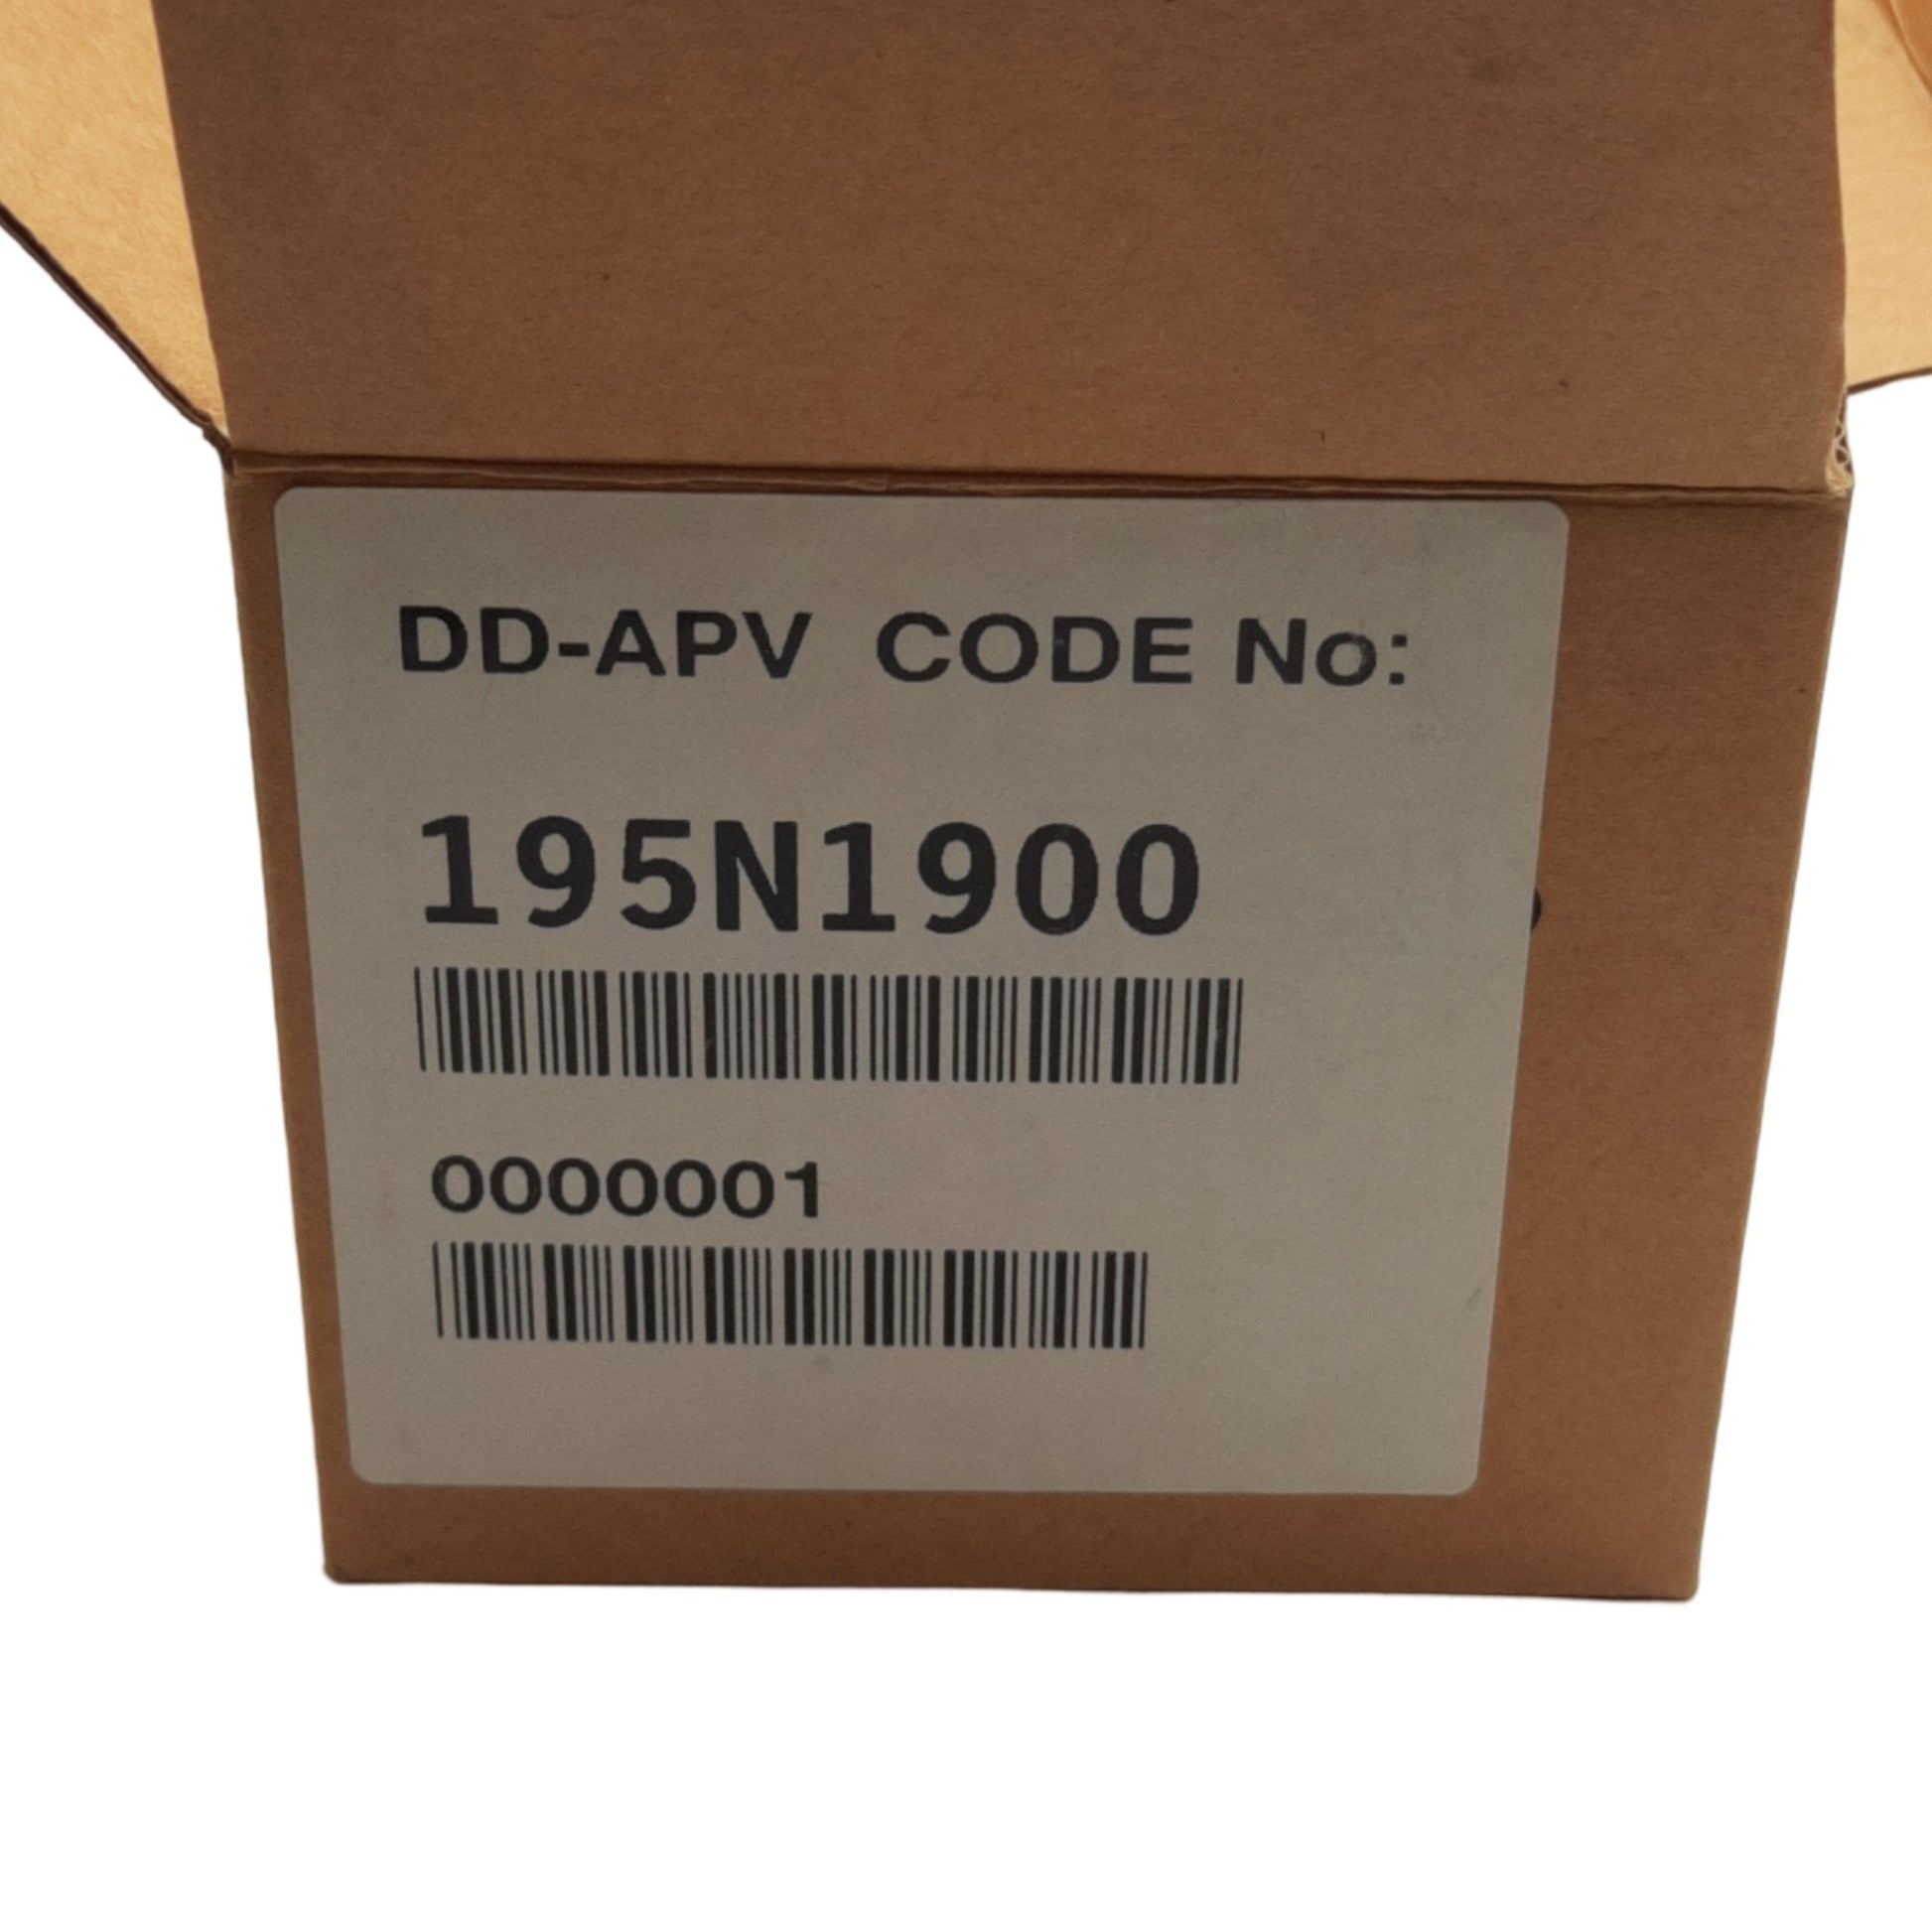 DD-APV CODE No:
195N1900
0000001